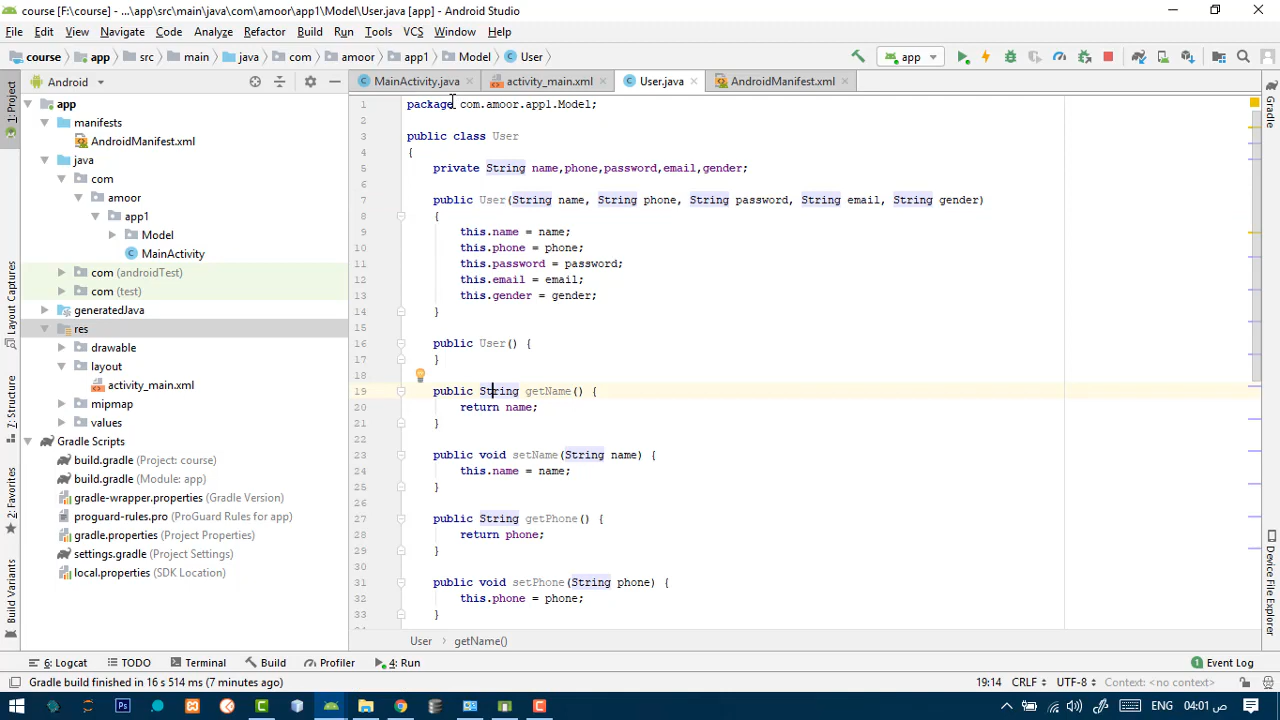 course [F:\course] - ...\app\src\main\java\com\amoor\app1\Model\User.java [app] - Android Studio
File Edit View Navigate Code Analyze Refactor Build Run Tools VCS Window Help
course app src main java com amoor app1 Model User app
Android MainActivity.java activity_main.xml User.java AndroidManifest.xml
1: Project
Layout Captures
Z: Structure
2: Favorites
Build Variants
app
manifests
AndroidManifest.xml
java
com
amoor
app1
Model
MainActivity
com (androidTest)
com (test)
generatedJava
res
drawable
layout
activity_main.xml
mipmap
values
Gradle Scripts
build.gradle (Project: course)
build.gradle (Module: app)
gradle-wrapper.properties (Gradle Version)
proguard-rules.pro (ProGuard Rules for app)
gradle.properties (Project Properties)
settings.gradle (Project Settings)
local.properties (SDK Location)
1 package com.amoor.app1.Model;
2
3 public class User
4 {
5 private String name,phone,password,email,gender;
6
7 public User(String name, String phone, String password, String email, String gender)
8 {
9 this.name = name;
10 this.phone = phone;
11 this.password = password;
12 this.email = email;
13 this.gender = gender;
14 }
15
16 public User() {
17 }
18
19 public String getName() {
20 return name;
21 }
22
23 public void setName(String name) {
24 this.name = name;
25 }
26
27 public String getPhone() {
28 return phone;
29 }
30
31 public void setPhone(String phone) {
32 this.phone = phone;
33 }
User › getName()
Gradle
Device File Explorer
6: Logcat TODO Terminal Build Profiler 4: Run 1 Event Log
Gradle build finished in 16 s 514 ms (7 minutes ago) 19:14 CRLF UTF-8 Context: <no context>
Ps ENG 04:01 ص